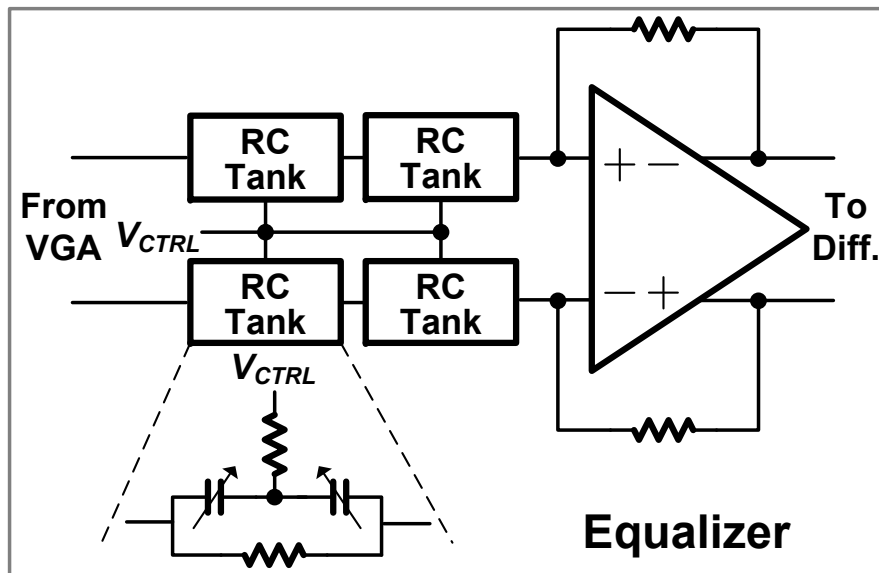 RC
Tank
RC
Tank
+ −
From
VGA
V_CTRL
To
Diff.
RC
Tank
RC
Tank
− +
V_CTRL
Equalizer